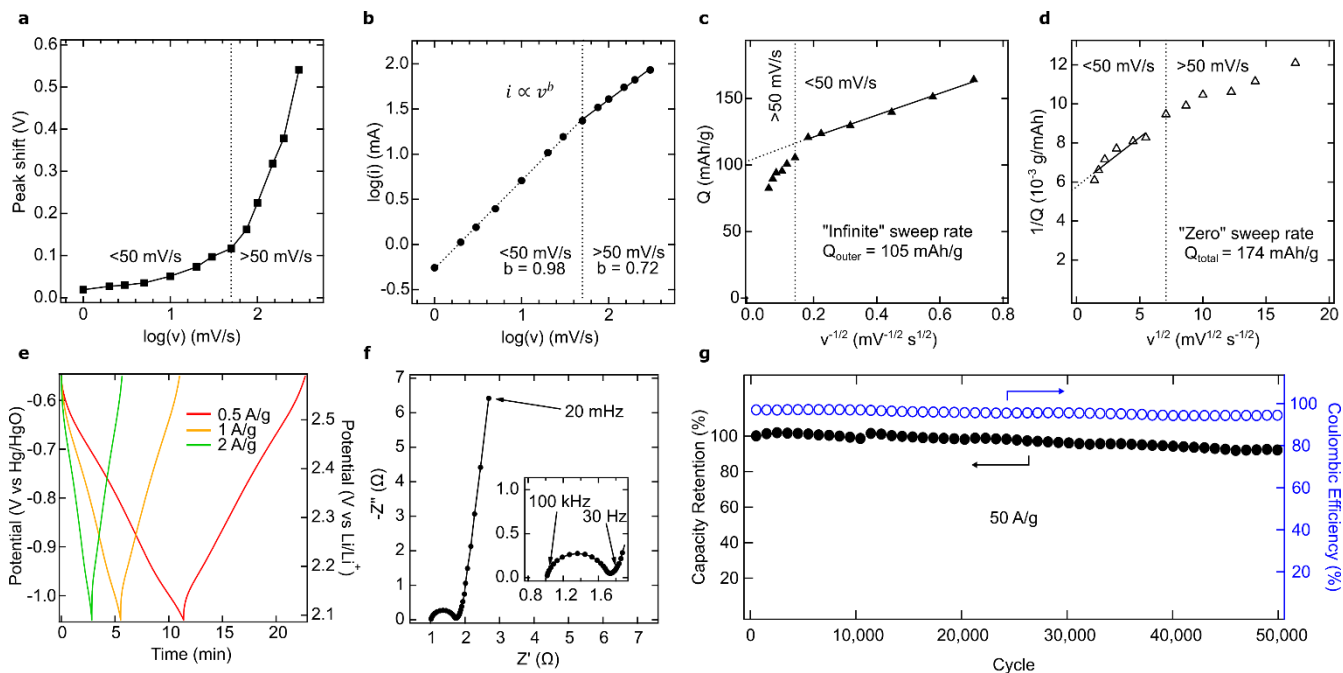 a
Peak shift (V)
0.6
0.5
0.4
0.3
0.2
0.1
0.0
<50 mV/s
>50 mV/s
0
1
2
log(v) (mV/s)
b
log(i) (mA)
2.0
1.5
1.0
0.5
0.0
-0.5
i ∝ v^b
<50 mV/s
b = 0.98
>50 mV/s
b = 0.72
0
1
2
log(v) (mV/s)
c
Q (mAh/g)
150
100
50
0
>50 mV/s
<50 mV/s
"Infinite" sweep rate
Q_outer = 105 mAh/g
0.0
0.2
0.4
0.6
0.8
v^-1/2 (mV^-1/2 s^1/2)
d
1/Q (10^-3 g/mAh)
12
10
8
6
4
2
0
<50 mV/s
>50 mV/s
"Zero" sweep rate
Q_total = 174 mAh/g
0
5
10
15
20
v^1/2 (mV^1/2 s^-1/2)
e
Potential (V vs Hg/HgO)
-0.6
-0.7
-0.8
-0.9
-1.0
0.5 A/g
1 A/g
2 A/g
2.5
2.4
2.3
2.2
2.1
Potential (V vs Li/Li^+)
0
5
10
15
20
Time (min)
f
-Z" (Ω)
7
6
5
4
3
2
1
0
20 mHz
1.0
0.5
0.0
100 kHz
30 Hz
0.8
1.2
1.6
1
2
3
4
5
6
7
Z' (Ω)
g
Capacity Retention (%)
100
80
60
40
20
50 A/g
100
80
60
40
20
Coulombic Efficiency (%)
0
10,000
20,000
30,000
40,000
50,000
Cycle